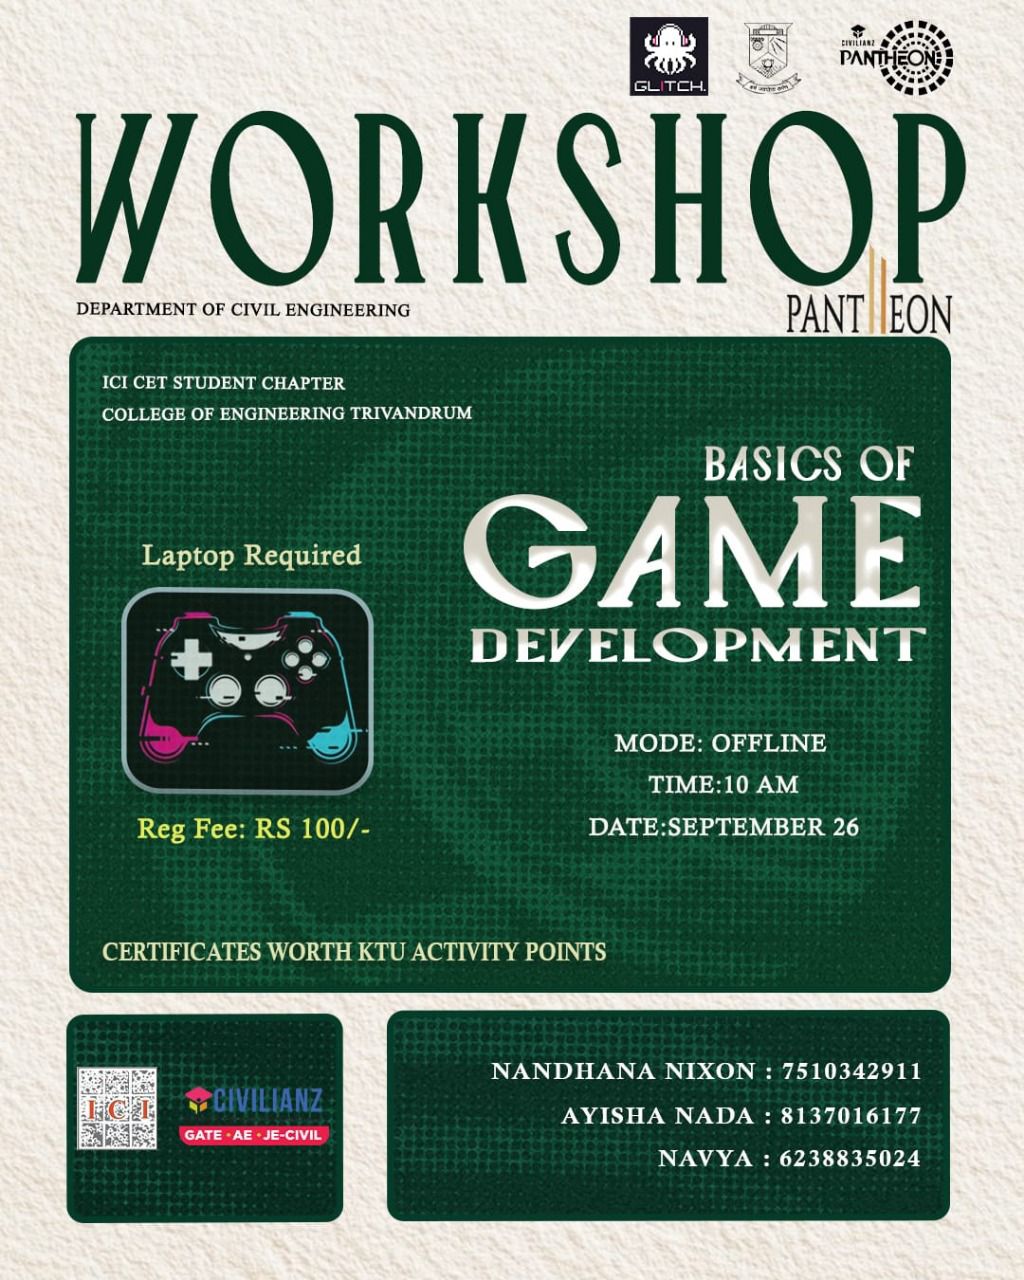 GLITCH.
CIVILIANZ
PANTHEON
WORKSHOP
DEPARTMENT OF CIVIL ENGINEERING
PANTHEON
ICI CET STUDENT CHAPTER
COLLEGE OF ENGINEERING TRIVANDRUM
BASICS OF
GAME
DEVELOPMENT
Laptop Required
MODE: OFFLINE
TIME:10 AM
DATE:SEPTEMBER 26
Reg Fee: RS 100/-
CERTIFICATES WORTH KTU ACTIVITY POINTS
ICI
CIVILIANZ
GATE • AE • JE-CIVIL
NANDHANA NIXON : 7510342911
AYISHA NADA : 8137016177
NAVYA : 6238835024